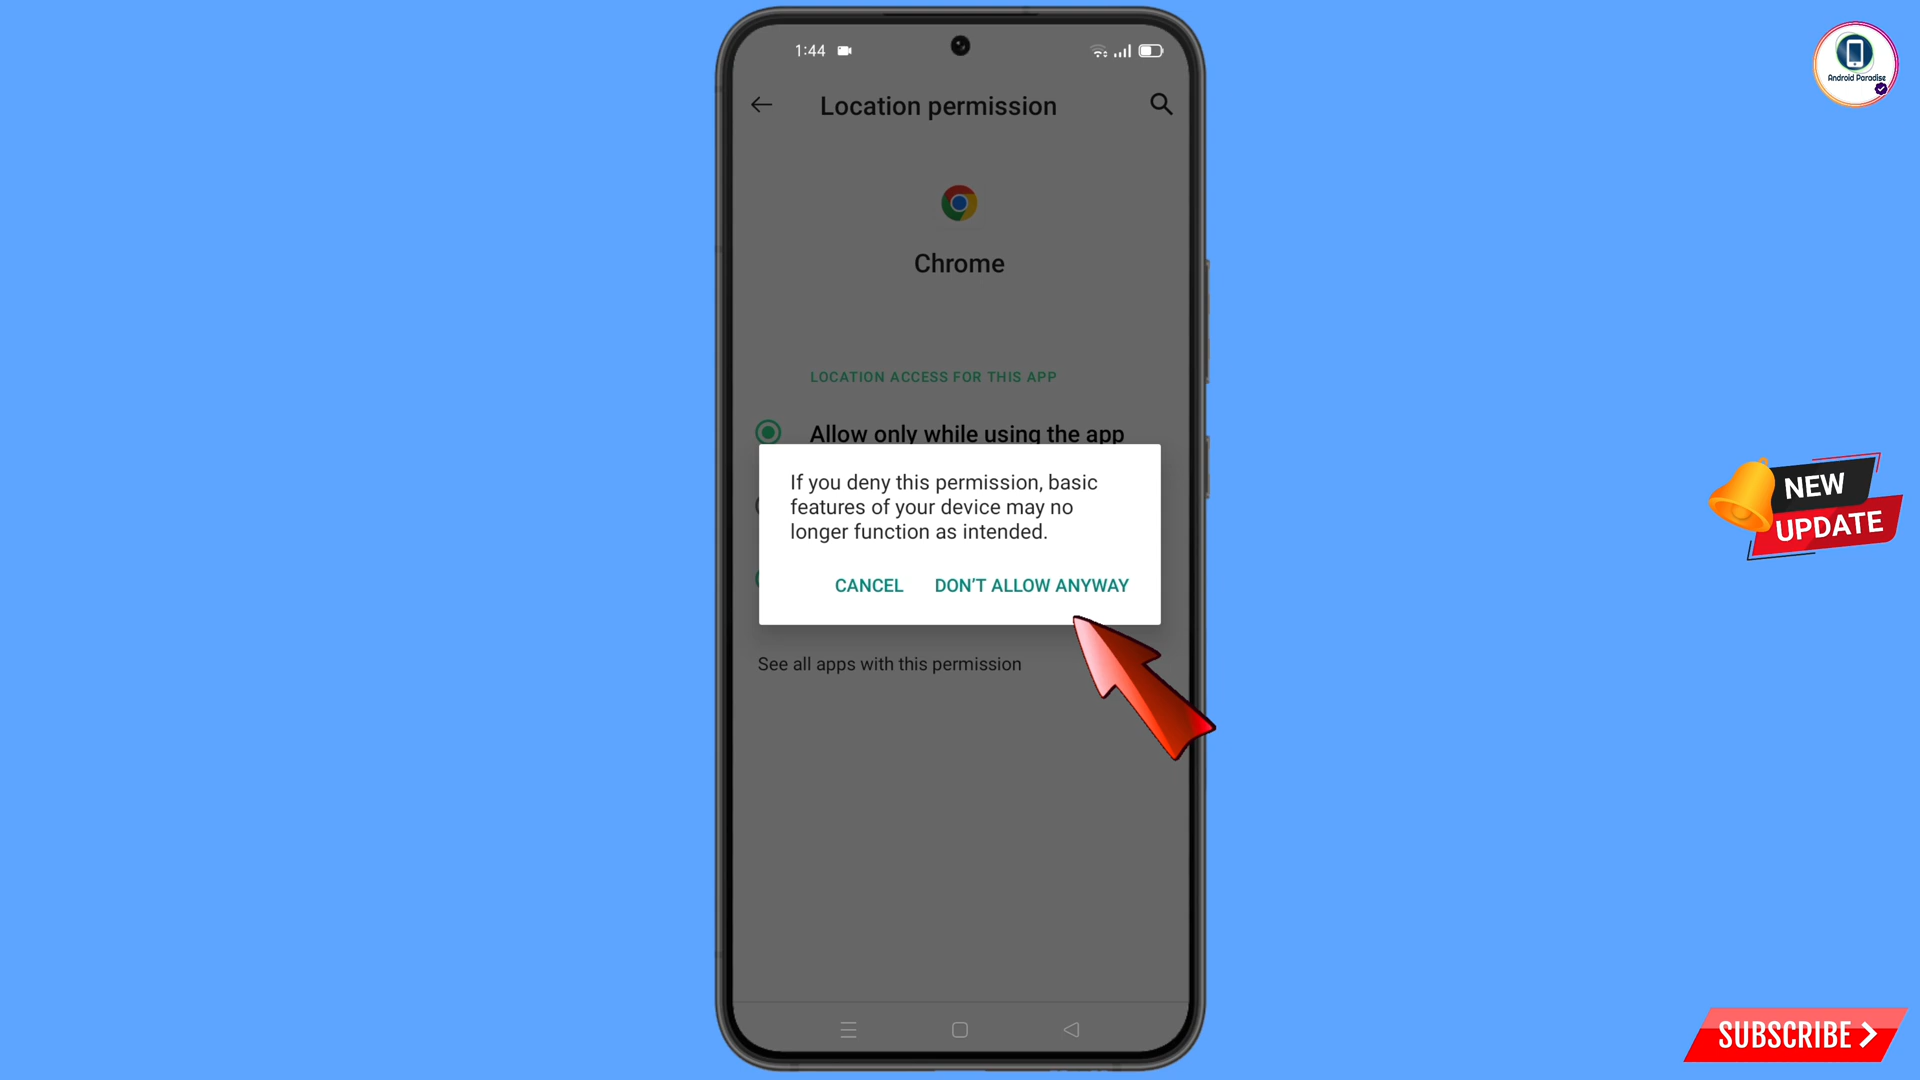 1:44
Android Paradise
Location permission
Chrome
LOCATION ACCESS FOR THIS APP
Allow only while using the app
If you deny this permission, basic
features of your device may no
longer function as intended.
CANCEL DON'T ALLOW ANYWAY
NEW
UPDATE
See all apps with this permission
SUBSCRIBE